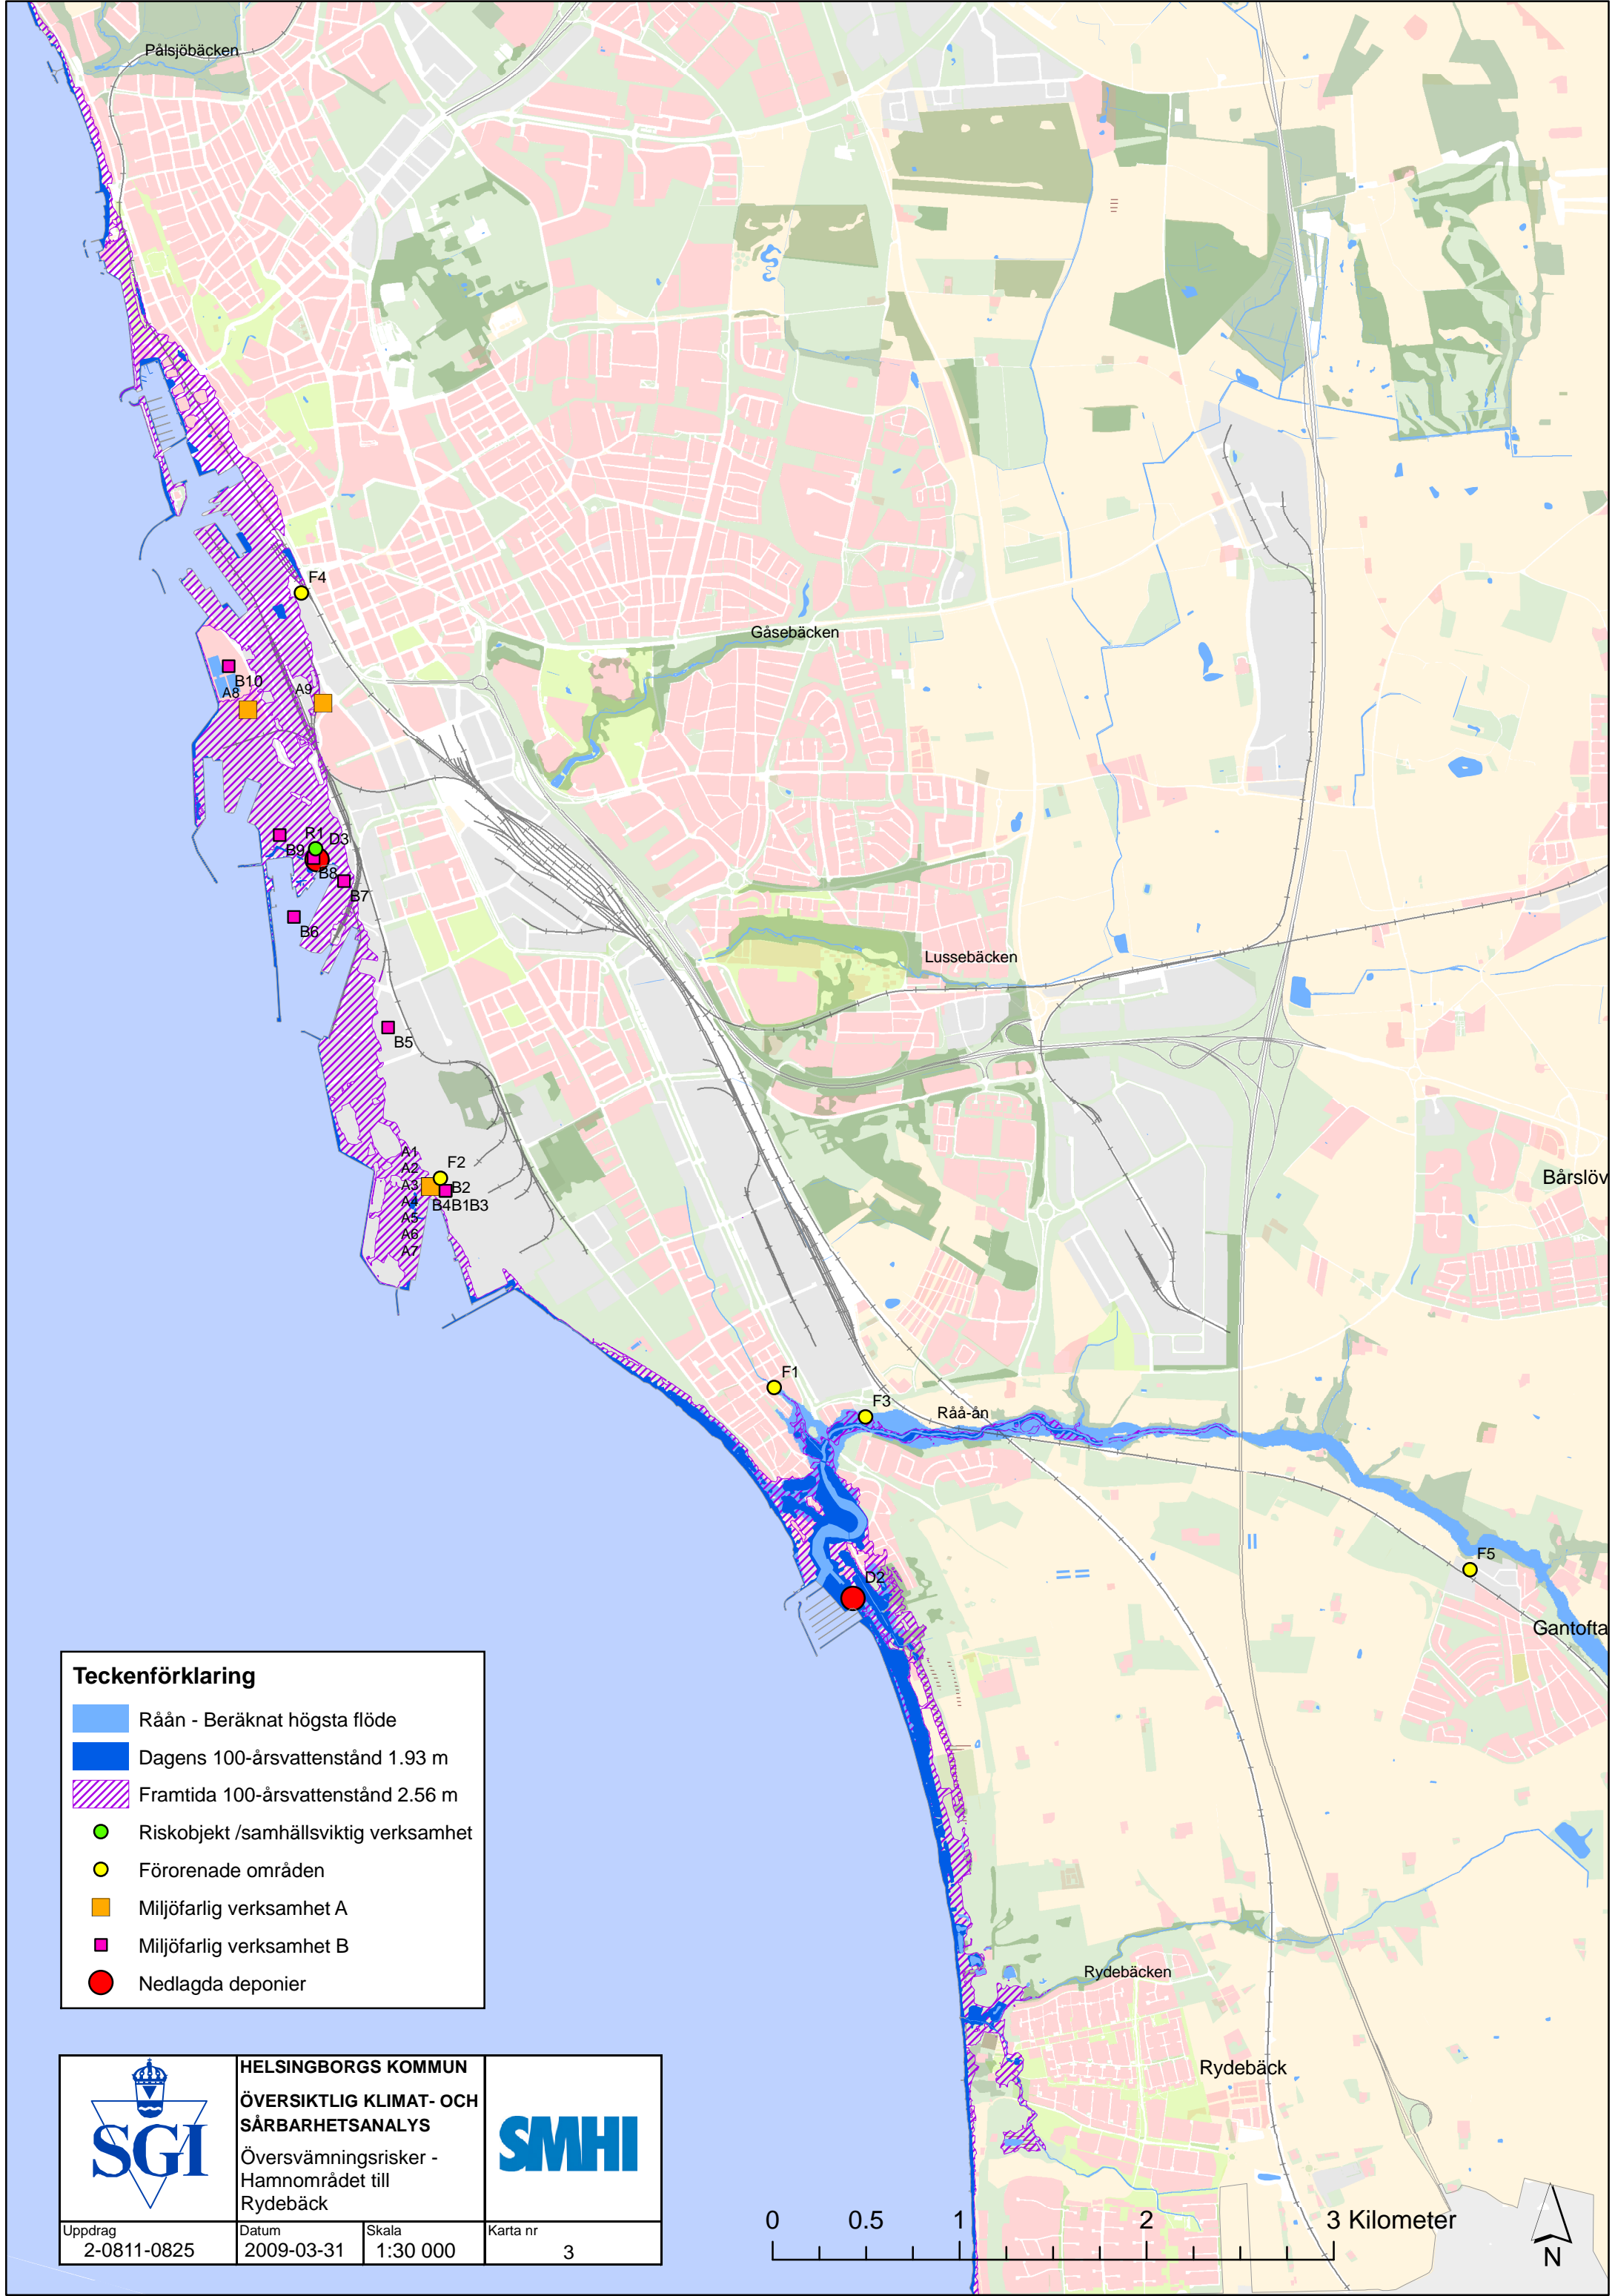 Pålsjöbäcken
F4
Gåsebäcken
B10
A8
A9
R1
D3
B9
B8
B7
B6
Lussebäcken
B5
A1
A2
A3
A4
A5
A6
A7
F2
B2
B4B1B3
Bårslöv
F1
F3
Råå-ån
F5
D2
Gantofta
Teckenförklaring
Råån - Beräknat högsta flöde
Dagens 100-årsvattenstånd 1.93 m
Framtida 100-årsvattenstånd 2.56 m
Riskobjekt /samhällsviktig verksamhet
Förorenade områden
Miljöfarlig verksamhet A
Miljöfarlig verksamhet B
Nedlagda deponier
Rydebäcken
Rydebäck
SGI
HELSINGBORGS KOMMUN
ÖVERSIKTLIG KLIMAT- OCH
SÅRBARHETSANALYS
Översvämningsrisker -
Hamnområdet till
Rydebäck
SMHI
Uppdrag
2-0811-0825
Datum
2009-03-31
Skala
1:30 000
Karta nr
3
0 0.5 1 2 3 Kilometer
N